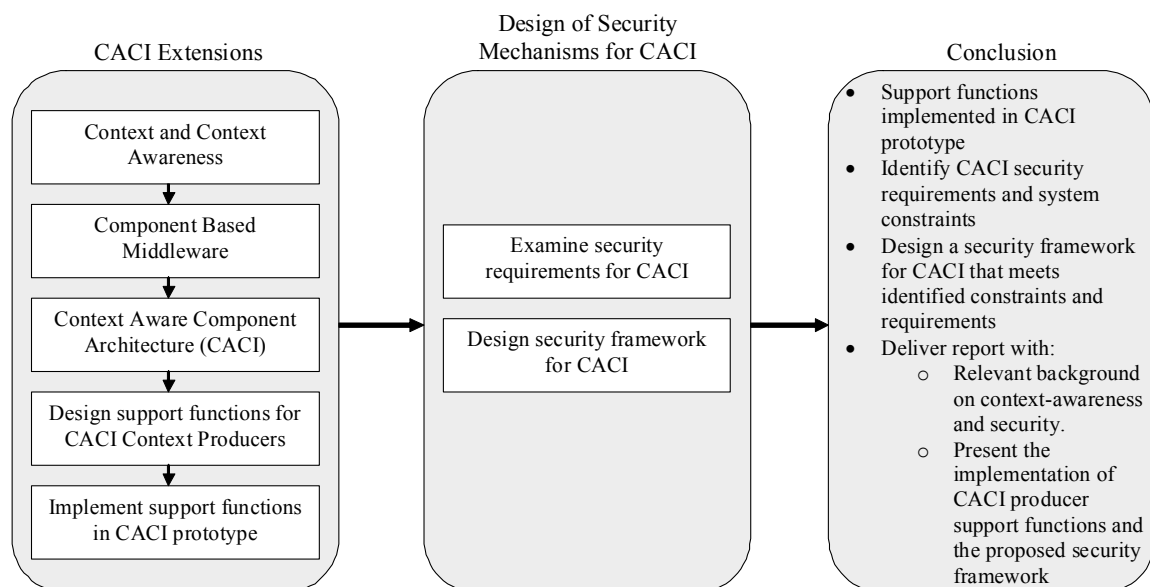 CACI Extensions
Context and Context
Awareness
Component Based
Middleware
Context Aware Component
Architecture (CACI)
Design support functions for
CACI Context Producers
Implement support functions
in CACI prototype
Design of Security
Mechanisms for CACI
Examine security
requirements for CACI
Design security framework
for CACI
Conclusion
• Support functions
implemented in CACI
prototype
• Identify CACI security
requirements and system
constraints
• Design a security framework
for CACI that meets
identified constraints and
requirements
• Deliver report with:
o Relevant background
on context-awareness
and security.
o Present the
implementation of
CACI producer
support functions and
the proposed security
framework